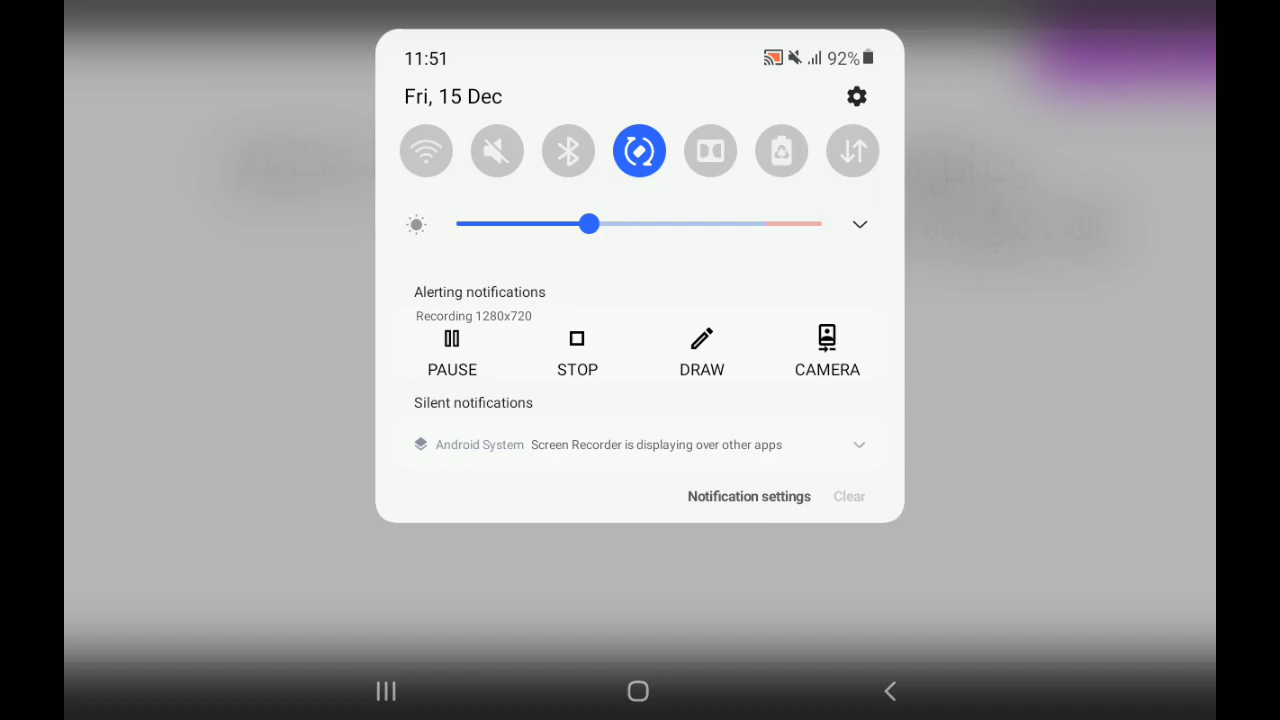 11:51
92%
Fri, 15 Dec
Alerting notifications
Recording 1280x720
PAUSE STOP DRAW CAMERA
Silent notifications
Android System Screen Recorder is displaying over other apps
Notification settings Clear